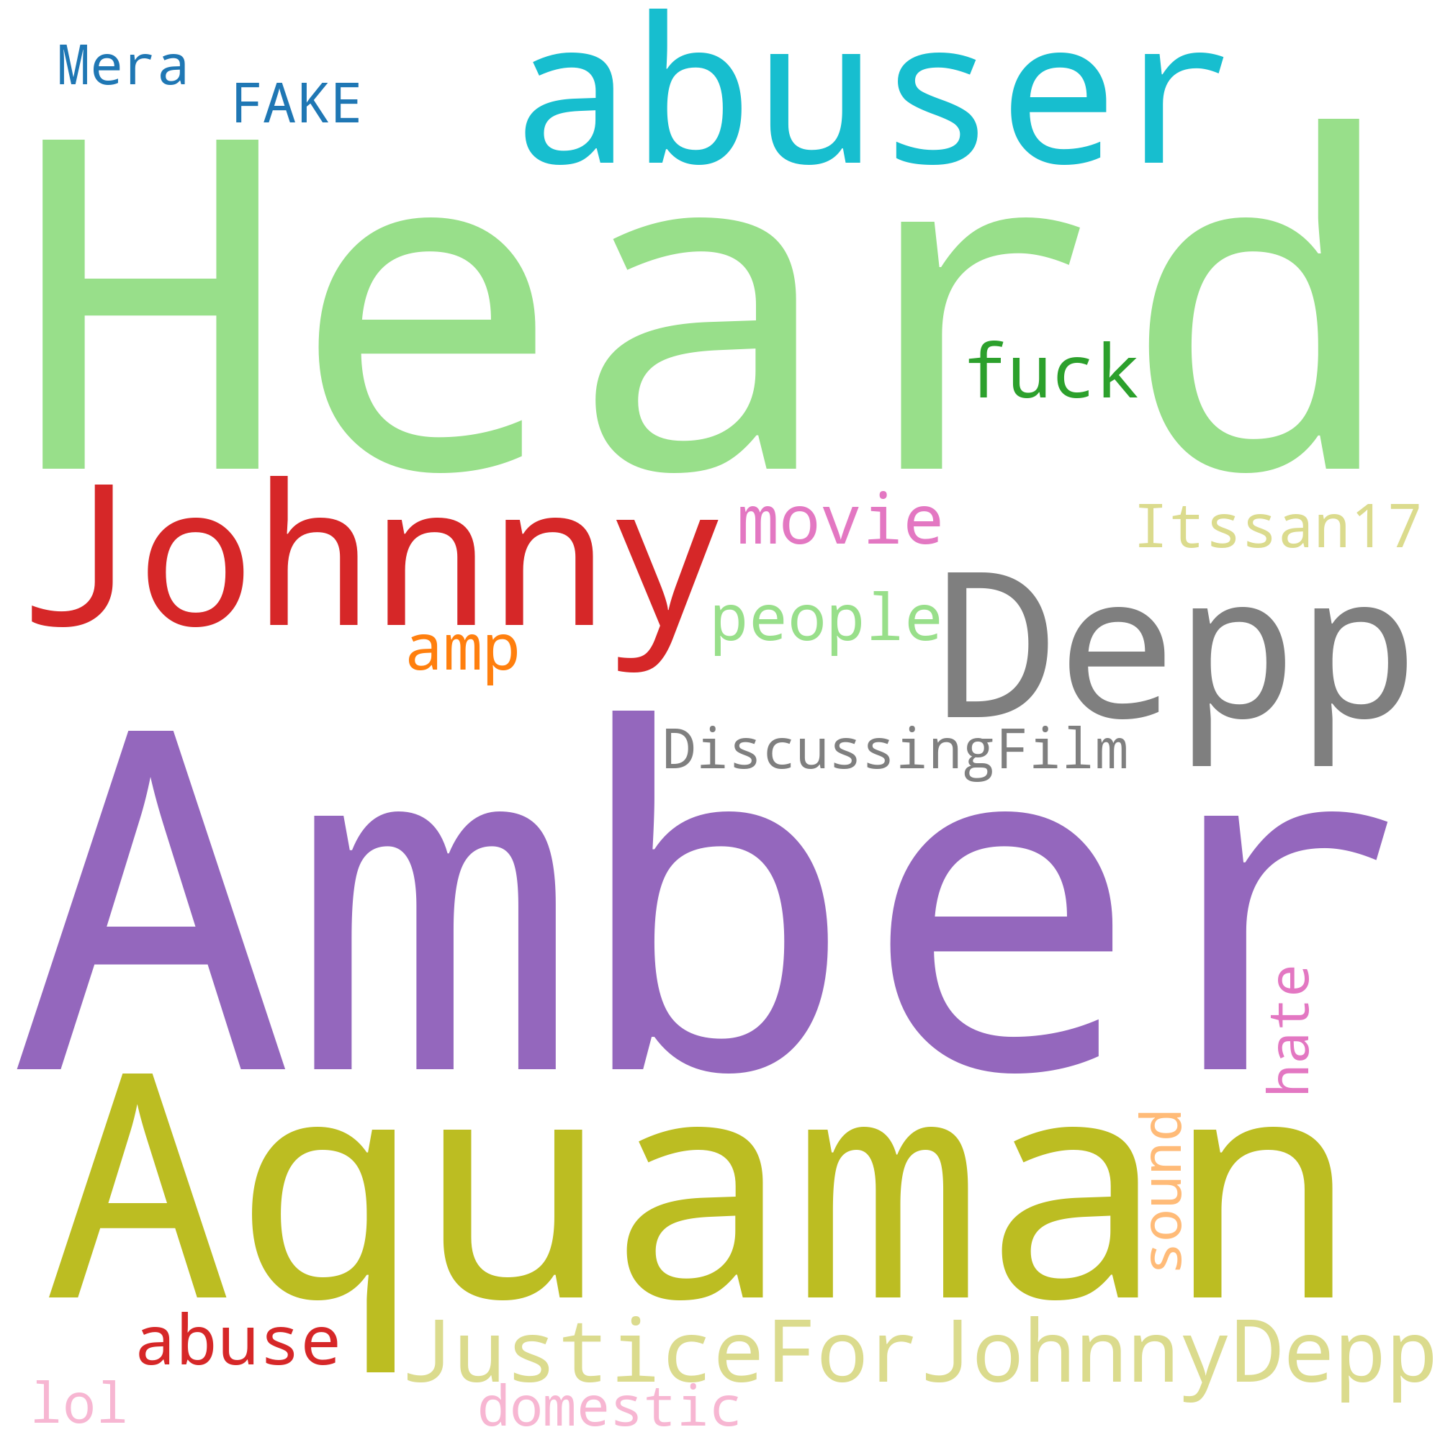 Mera
abuser
FAKE
Heard
fuck
Johnny
movie
Itssan17
people
Depp
amp
DiscussingFilm
Amber
hate
Aquaman
sound
abuse
JusticeForJohnnyDepp
lol
domestic